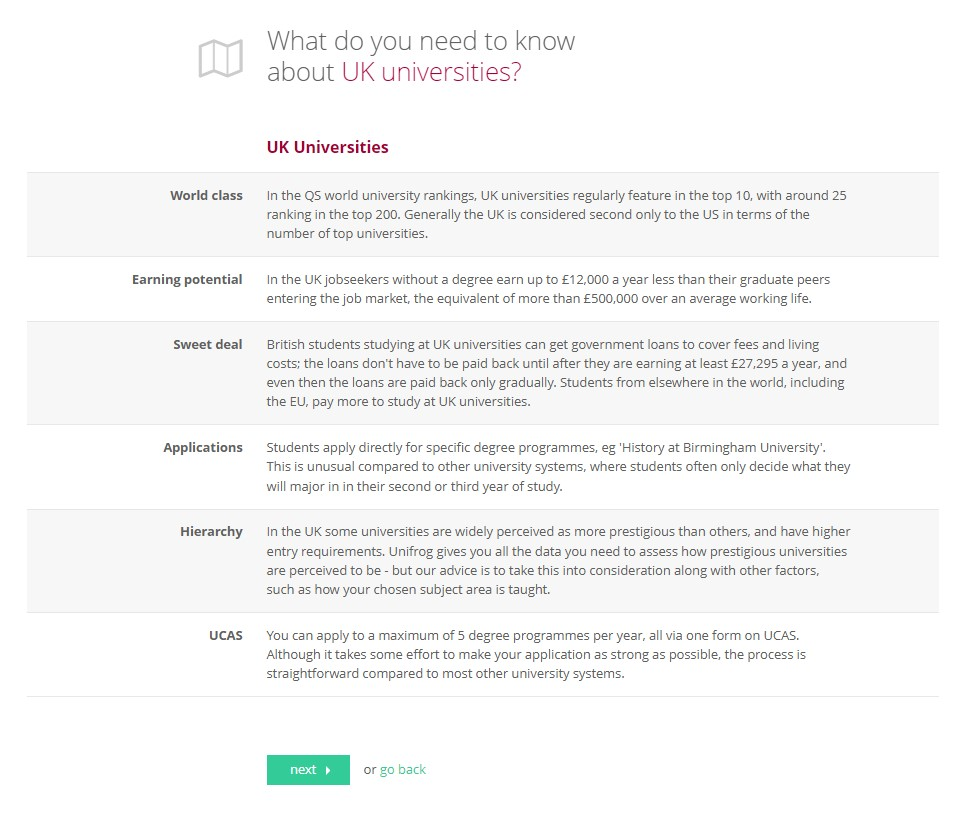 What do you need to know
about UK universities?
UK Universities
World class
In the QS world university rankings, UK universities regularly feature in the top 10, with around 25
ranking in the top 200. Generally the UK is considered second only to the US in terms of the
number of top universities.
Earning potential
In the UK jobseekers without a degree earn up to £12,000 a year less than their graduate peers
entering the job market, the equivalent of more than £500,000 over an average working life.
Sweet deal
British students studying at UK universities can get government loans to cover fees and living
costs; the loans don't have to be paid back until after they are earning at least £27,295 a year, and
even then the loans are paid back only gradually. Students from elsewhere in the world, including
the EU, pay more to study at UK universities.
Applications
Students apply directly for specific degree programmes, eg 'History at Birmingham University'.
This is unusual compared to other university systems, where students often only decide what they
will major in in their second or third year of study.
Hierarchy
In the UK some universities are widely perceived as more prestigious than others, and have higher
entry requirements. Unifrog gives you all the data you need to assess how prestigious universities
are perceived to be - but our advice is to take this into consideration along with other factors,
such as how your chosen subject area is taught.
UCAS
You can apply to a maximum of 5 degree programmes per year, all via one form on UCAS.
Although it takes some effort to make your application as strong as possible, the process is
straightforward compared to most other university systems.
next or go back